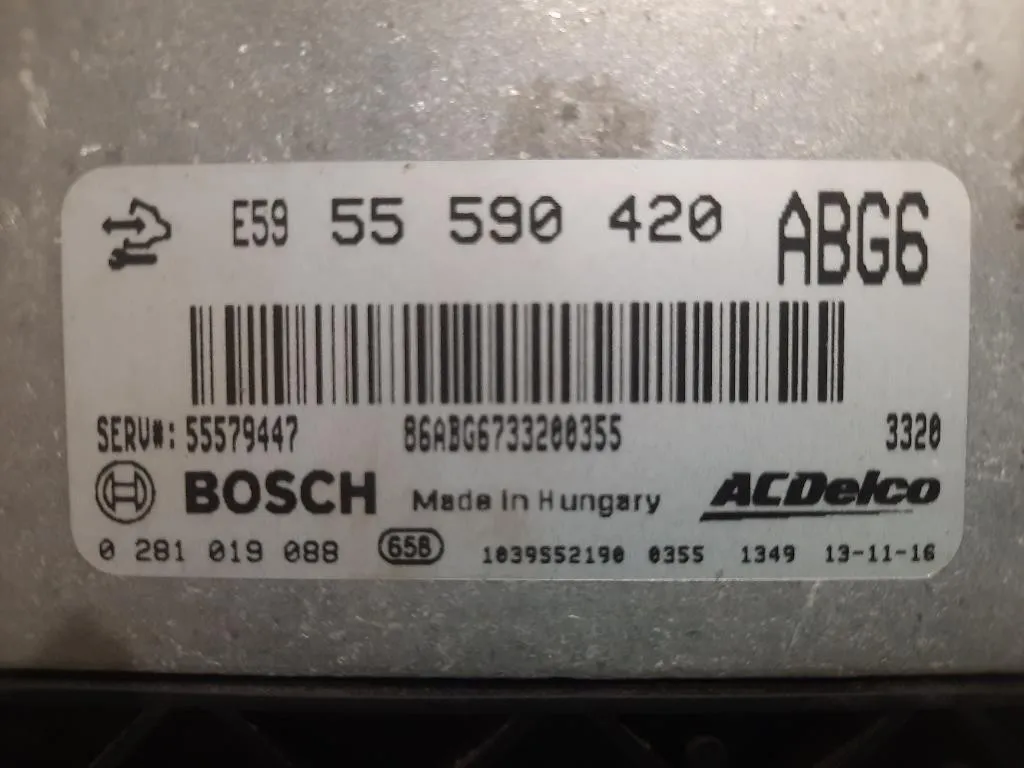 E59 55 590 420 ABG6
SERV#: 55579447 86ABG6733200355 3320
BOSCH Made in Hungary ACDelco
0 281 019 088 65B 1039S52190 0355 1349 13-11-16